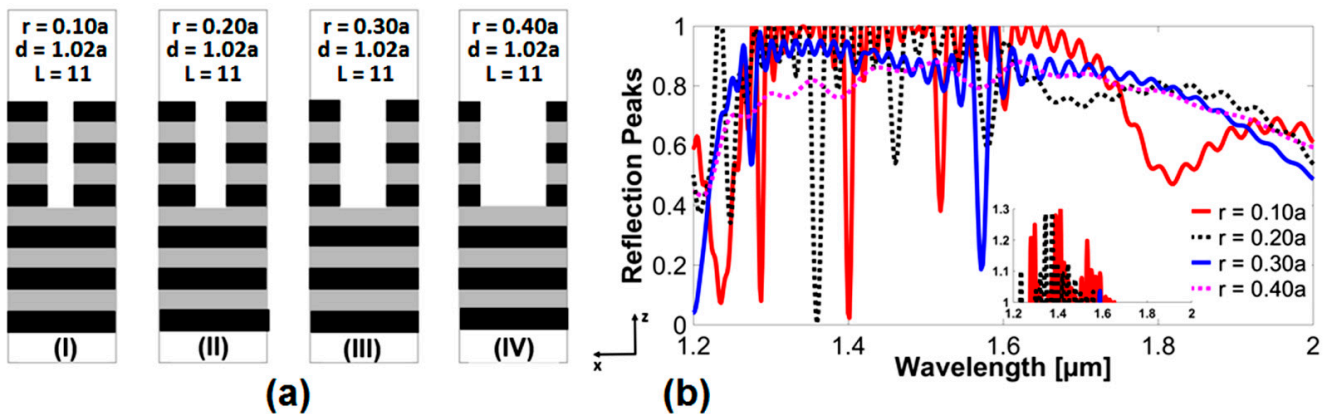 r = 0.10a
d = 1.02a
L = 11
(I)
r = 0.20a
d = 1.02a
L = 11
(II)
r = 0.30a
d = 1.02a
L = 11
(III)
r = 0.40a
d = 1.02a
L = 11
(IV)
z
x
(a)
Reflection Peaks
1
0.8
0.6
0.4
0.2
0
1.2
1.4
1.6
1.8
2
Wavelength [µm]
1.3
1.2
1.1
1
1.2
1.4
1.6
1.8
2
r = 0.10a
r = 0.20a
r = 0.30a
r = 0.40a
(b)